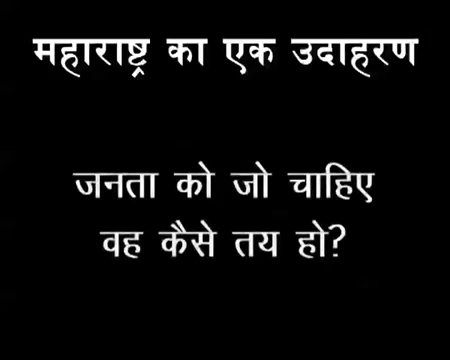 महाराष्ट्र का एक उदाहरण
जनता को जो चाहिए
वह कैसे तय हो?